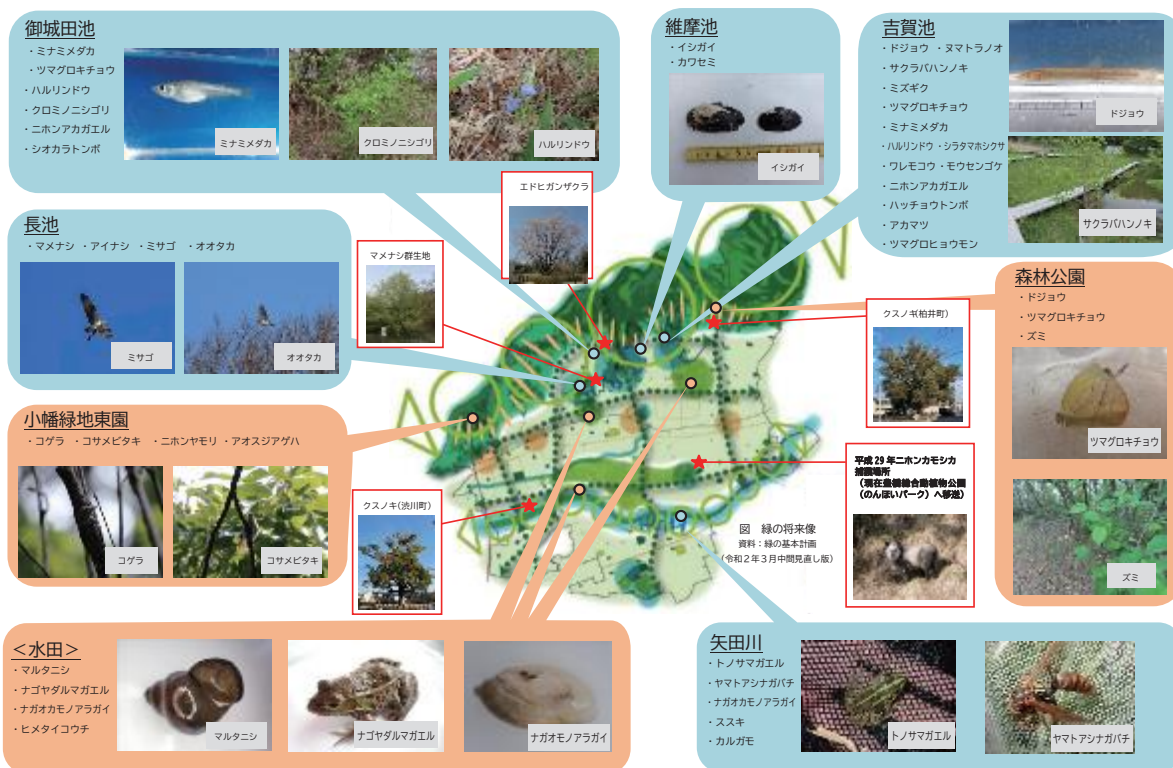 御城田池
・ミナミメダカ
・ツマグロキチョウ
・ハルリンドウ
・クロミノニシゴリ
・ニホンアカガエル
・シオカラトンボ
ミナミメダカ
クロミノニシゴリ
ハルリンドウ
維摩池
・イシガイ
・カワセミ
イシガイ
吉賀池
・ドジョウ ・ヌマトラノオ
・サクラバハンノキ
・ミズギク
・ツマグロキチョウ
・ミナミメダカ
・ハルリンドウ ・シラタマホシクサ
・ワレモコウ ・モウセンゴケ
・ニホンアカガエル
・ハッチョウトンボ
・アカマツ
・ツマグロヒョウモン
ドジョウ
サクラバハンノキ
長池
・マメナシ ・アイナシ ・ミサゴ ・オオタカ
ミサゴ
オオタカ
マメナシ群生地
エドヒガンザクラ
クスノキ(柏井町)
森林公園
・ドジョウ
・ツマグロキチョウ
・ズミ
ツマグロキチョウ
ズミ
小幡緑地東園
・コゲラ ・コサメビタキ ・ニホンヤモリ ・アオスジアゲハ
コゲラ
コサメビタキ
クスノキ(渋川町)
平成 29 年ニホンカモシカ
捕獲場所
（現在豊橋総合動植物公園
（のんほいパーク）へ移送）
図 緑の将来像
資料：緑の基本計画
（令和２年３月中間見直し版）
＜水田＞
・マルタニシ
・ナゴヤダルマガエル
・ナガオカモノアラガイ
・ヒメタイコウチ
マルタニシ
ナゴヤダルマガエル
ナガオモノアラガイ
矢田川
・トノサマガエル
・ヤマトアシナガバチ
・ナガオカモノアラガイ
・ススキ
・カルガモ
トノサマガエル
ヤマトアシナガバチ